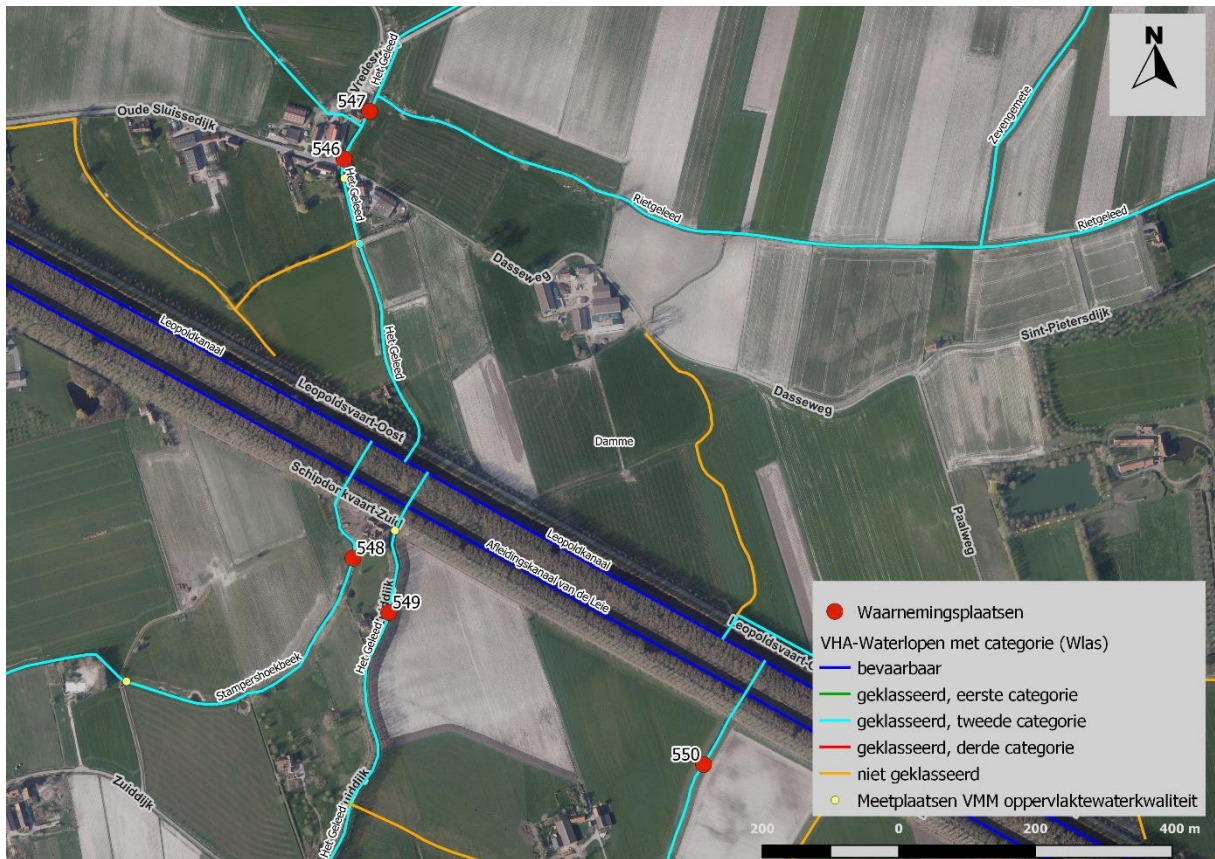 N
Vredest
Het Geleed
547
Oude Sluissedijk
Zevengemete
546
Het Geleed
Rietgeleed
Rietgeleed
Dasseweg
Leopoldkanaal
Het Geleed
Sint-Pietersdijk
Leopoldsvaart-Oost
Dasseweg
Damme
Schipdonkvaart-Zuid
Leopoldkanaal
Paalweg
548
Afleidingskanaal van de Leie
549
Het Geleed
Leopoldsvaart-O
Stampershoekbeek
550
Zuiddijk
Het Geleed
Waarnemingsplaatsen
VHA-Waterlopen met categorie (Wlas)
bevaarbaar
geklasseerd, eerste categorie
geklasseerd, tweede categorie
geklasseerd, derde categorie
niet geklasseerd
Meetplaatsen VMM oppervlaktewaterkwaliteit
200 0 200 400 m